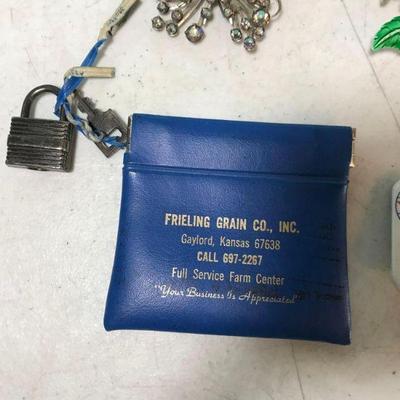 FRIELING GRAIN CO., INC.
Gaylord, Kansas 67638
CALL 697-2267
Full Service Farm Center
"Your Business Is Appreciated"